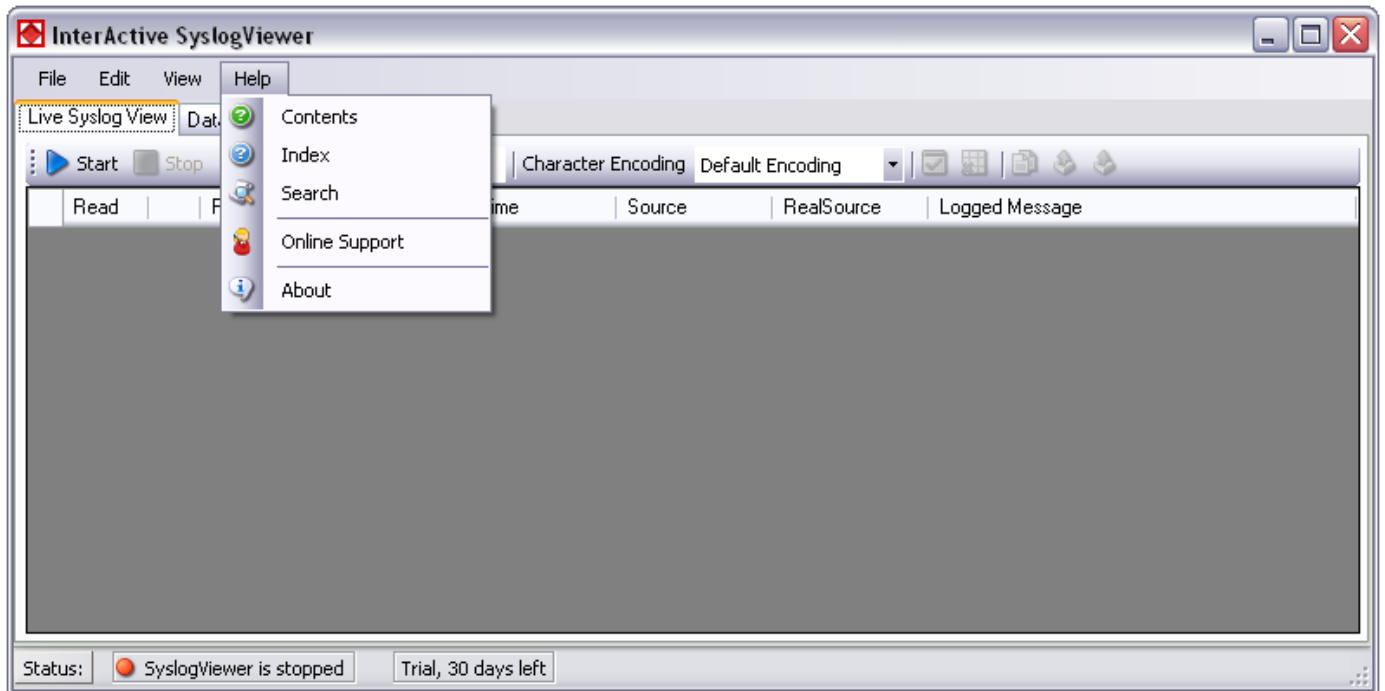 InterActive SyslogViewer
File Edit View Help
Live Syslog View
Contents
Index
Search
Online Support
About
Start Stop Character Encoding Default Encoding
Read Source RealSource Logged Message
Status: SyslogViewer is stopped Trial, 30 days left